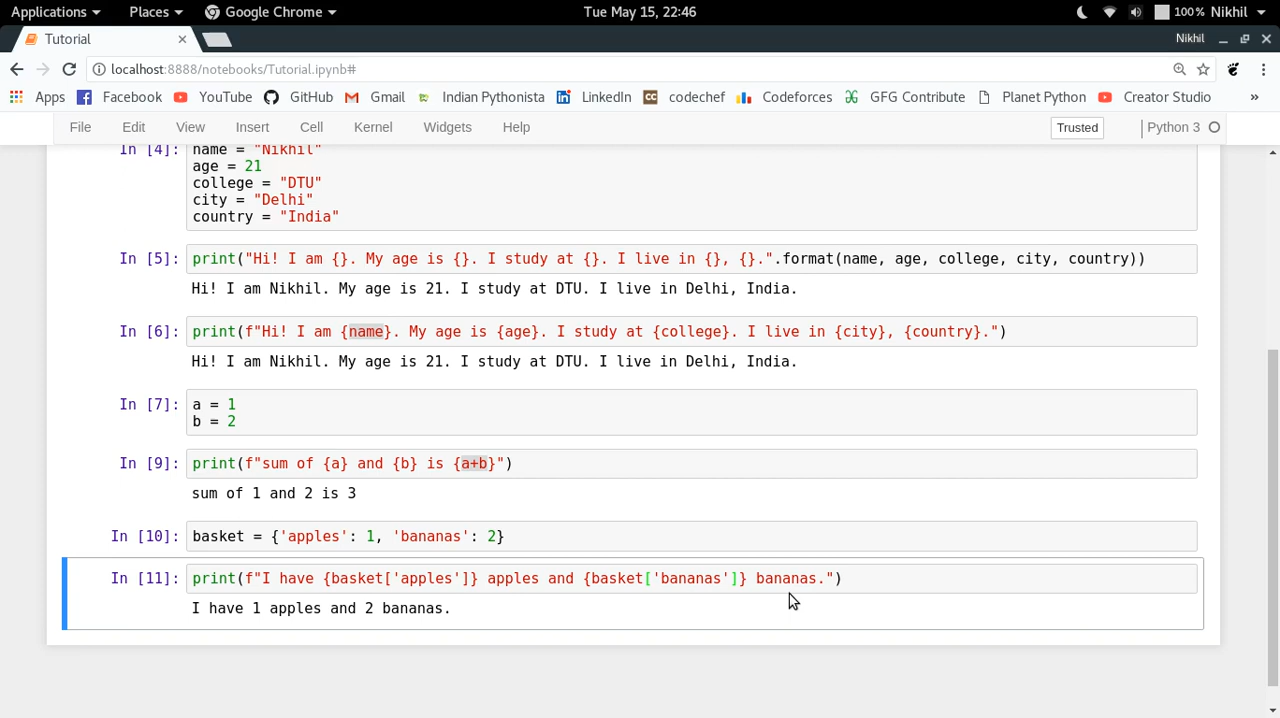 Applications Places Google Chrome Tue May 15, 22:46 100% Nikhil
Tutorial Nikhil
localhost:8888/notebooks/Tutorial.ipynb#
Apps Facebook YouTube GitHub Gmail Indian Pythonista LinkedIn CC codechef Codeforces GFG Contribute Planet Python Creator Studio »
File Edit View Insert Cell Kernel Widgets Help Trusted Python 3
In [4]: name = "Nikhil"
age = 21
college = "DTU"
city = "Delhi"
country = "India"
In [5]: print("Hi! I am {}. My age is {}. I study at {}. I live in {}, {}.".format(name, age, college, city, country))
Hi! I am Nikhil. My age is 21. I study at DTU. I live in Delhi, India.
In [6]: print(f"Hi! I am {name}. My age is {age}. I study at {college}. I live in {city}, {country}.")
Hi! I am Nikhil. My age is 21. I study at DTU. I live in Delhi, India.
In [7]: a = 1
b = 2
In [9]: print(f"sum of {a} and {b} is {a+b}")
sum of 1 and 2 is 3
In [10]: basket = {'apples': 1, 'bananas': 2}
In [11]: print(f"I have {basket['apples']} apples and {basket['bananas']} bananas.")
I have 1 apples and 2 bananas.